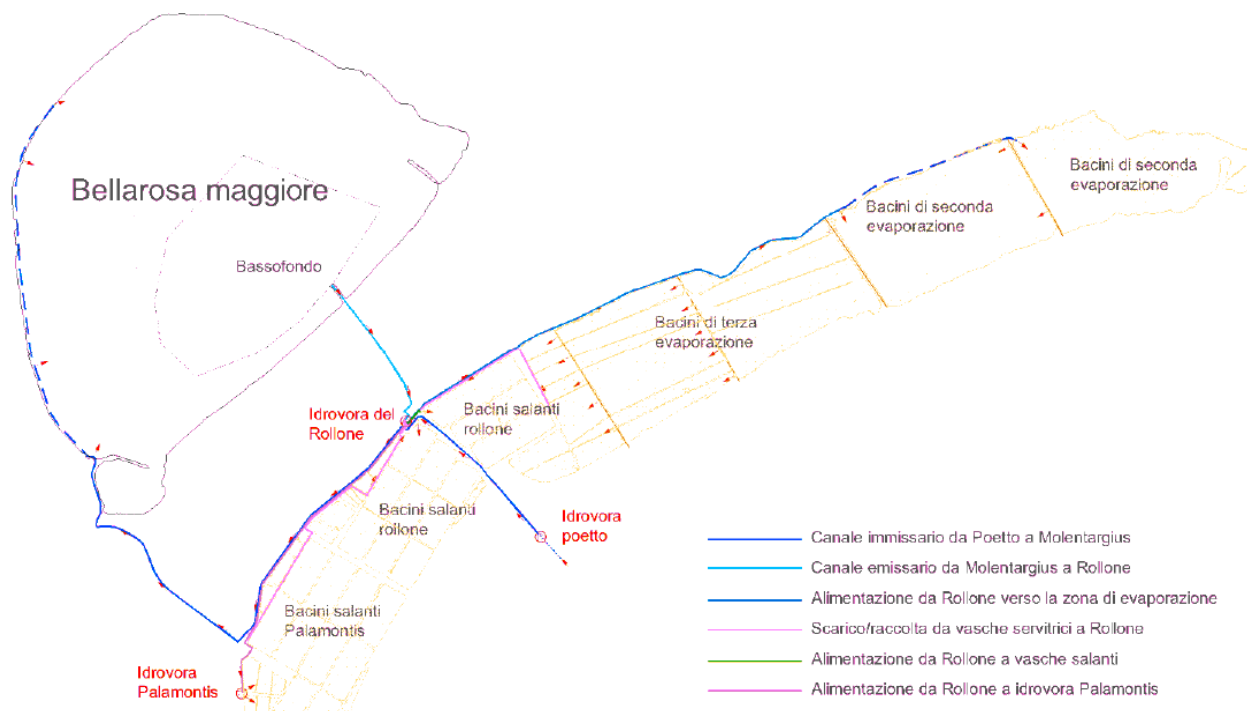 Bellarosa maggiore
Bassofondo
Bacini di seconda
evaporazione
Bacini di seconda
evaporazione
Bacini di terza
evaporazione
Idrovora del
Rollone
Bacini salanti
rollone
Bacini salanti
rollone
Idrovora
poetto
Bacini salanti
Palamontis
Idrovora
Palamontis
Canale immissario da Poetto a Molentargius
Canale emissario da Molentargius a Rollone
Alimentazione da Rollone verso la zona di evaporazione
Scarico/raccolta da vasche servitrici a Rollone
Alimentazione da Rollone a vasche salanti
Alimentazione da Rollone a idrovora Palamontis